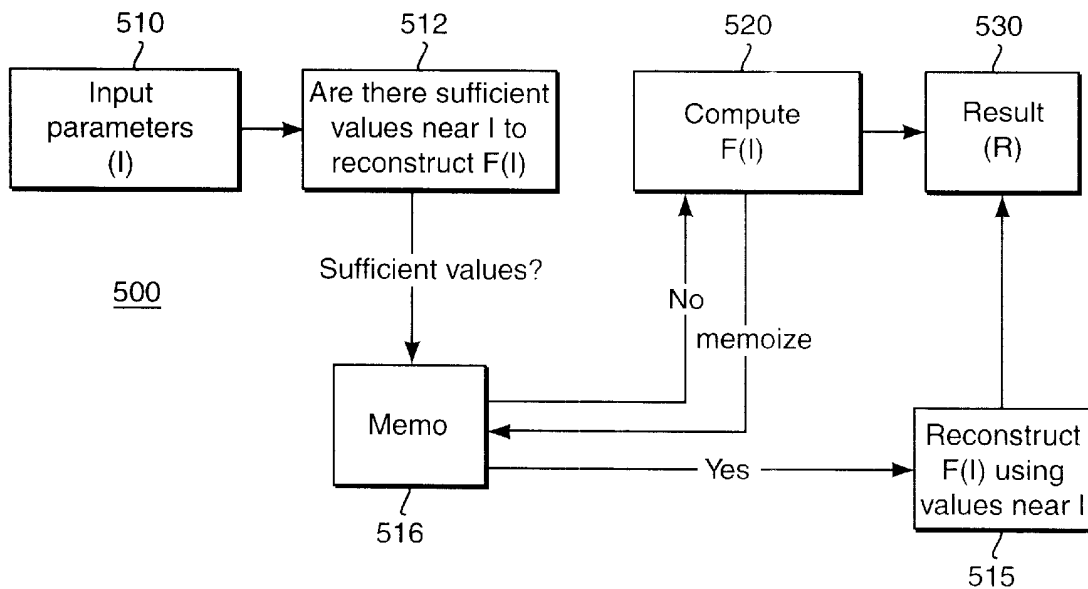 510
512
520
530
Input
parameters
(I)
Are there sufficient
values near I to
reconstruct F(I)
Compute
F(I)
Result
(R)
Sufficient values?
500
No
memoize
Memo
Yes
Reconstruct
F(I) using
values near I
516
515